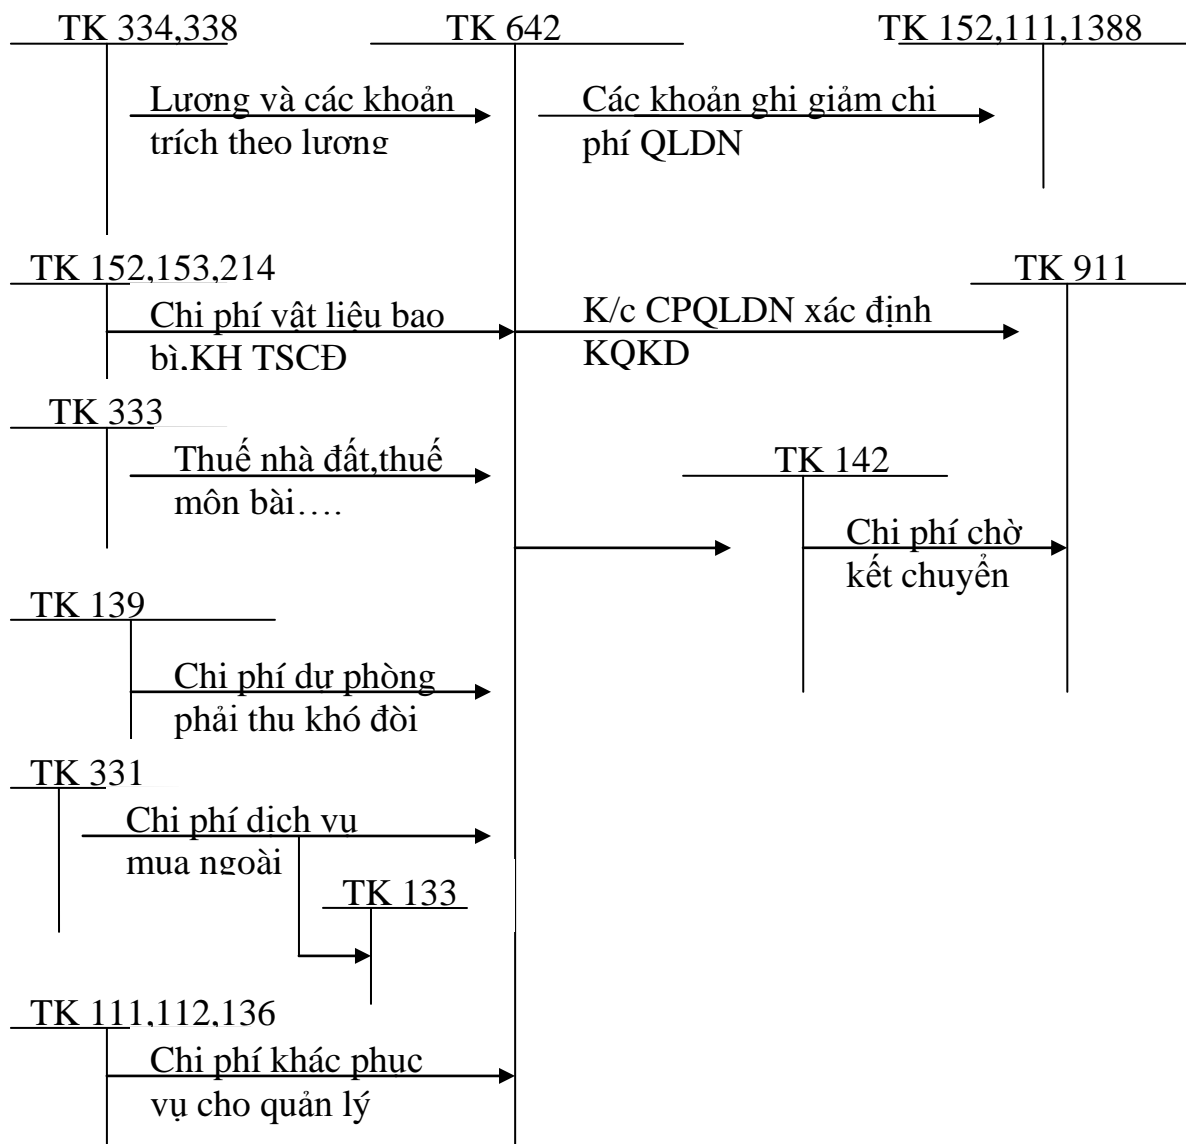 TK 334,338
TK 642
TK 152,111,1388
Lương và các khoản
trích theo lương
Các khoản ghi giảm chi
phí QLDN
TK 152,153,214
TK 911
Chi phí vật liệu bao
bì,KH TSCĐ
K/c CPQLDN xác định
KQKD
TK 333
Thuế nhà đất,thuế
môn bài….
TK 142
Chi phí chờ
kết chuyển
TK 139
Chi phí dự phòng
phải thu khó đòi
TK 331
Chi phí dịch vụ
mua ngoài
TK 133
TK 111,112,136
Chi phí khác phục
vụ cho quản lý